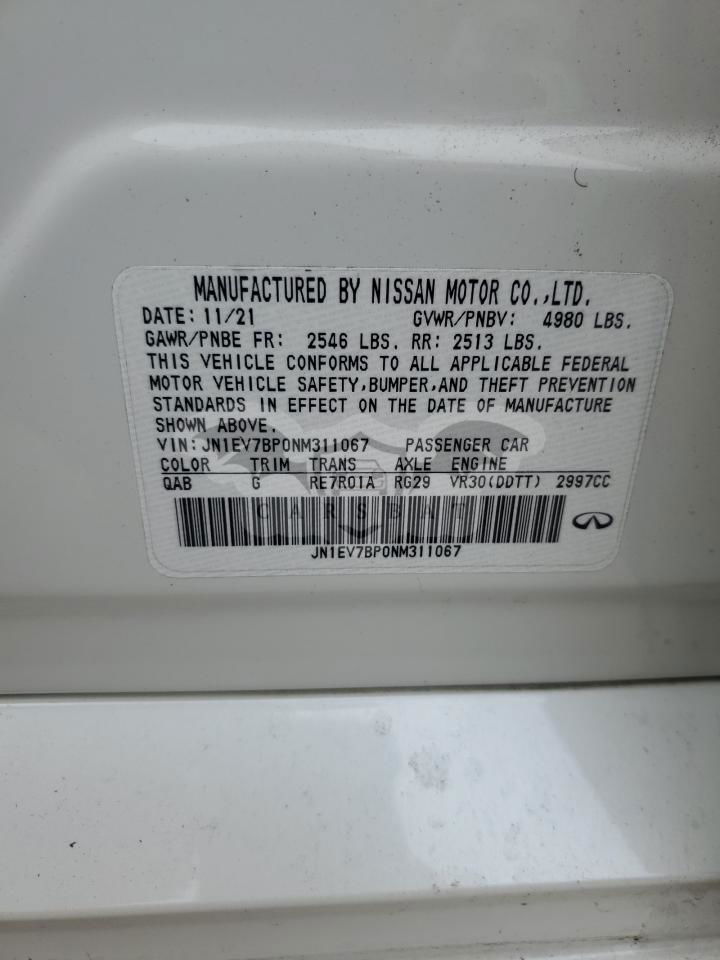 MANUFACTURED BY NISSAN MOTOR CO.,LTD.
DATE: 11/21 GVWR/PNBV: 4980 LBS.
GAWR/PNBE FR: 2546 LBS. RR: 2513 LBS.
THIS VEHICLE CONFORMS TO ALL APPLICABLE FEDERAL
MOTOR VEHICLE SAFETY,BUMPER,AND THEFT PREVENTION
STANDARDS IN EFFECT ON THE DATE OF MANUFACTURE
SHOWN ABOVE.
VIN:JN1EV7BP0NM311067 PASSENGER CAR
COLOR TRIM TRANS AXLE ENGINE
QAB G RE7R01A RG29 VR30(DDTT) 2997CC
CARSBAT
JN1EV7BP0NM311067